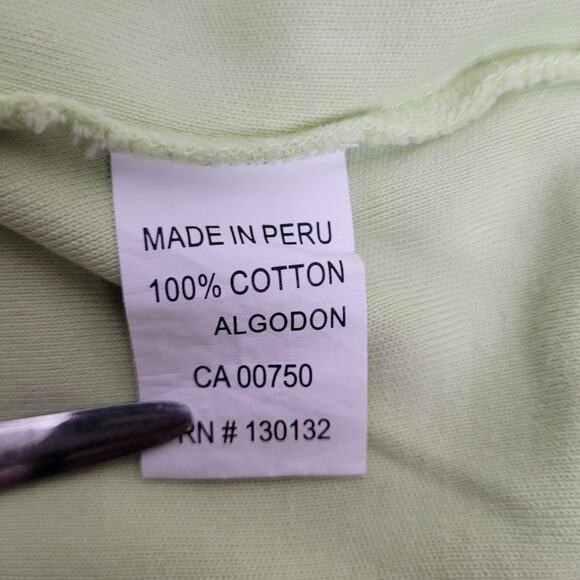 MADE IN PERU
100% COTTON
ALGODON
CA 00750
RN # 130132